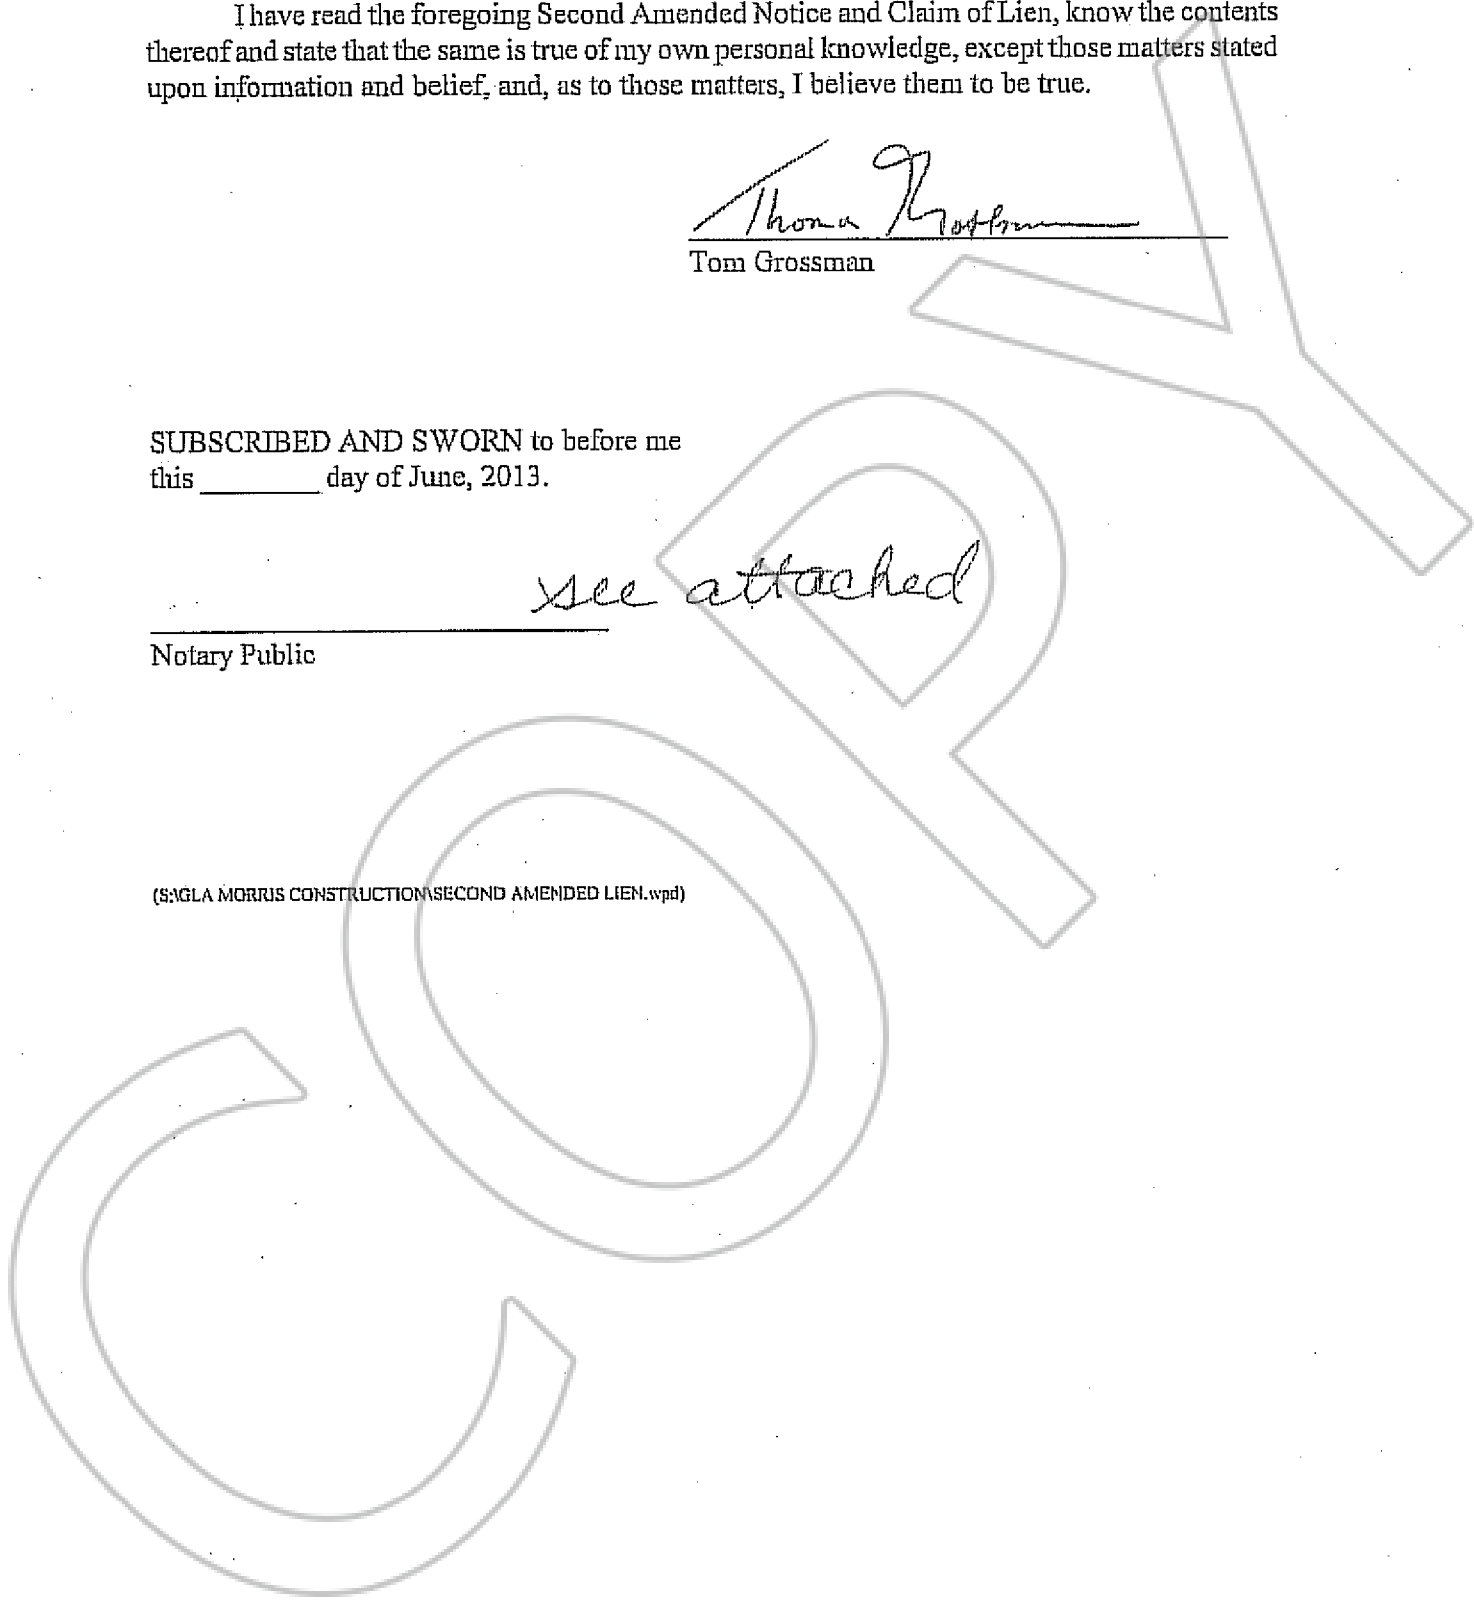 I have read the foregoing Second Amended Notice and Claim of Lien, know the contents
thereof and state that the same is true of my own personal knowledge, except those matters stated
upon information and belief, and, as to those matters, I believe them to be true.
Thomas Grossman
Tom Grossman
SUBSCRIBED AND SWORN to before me
this ________ day of June, 2013.
see attached
Notary Public
(S:\GLA MORRIS CONSTRUCTION\SECOND AMENDED LIEN.wpd)
COPY